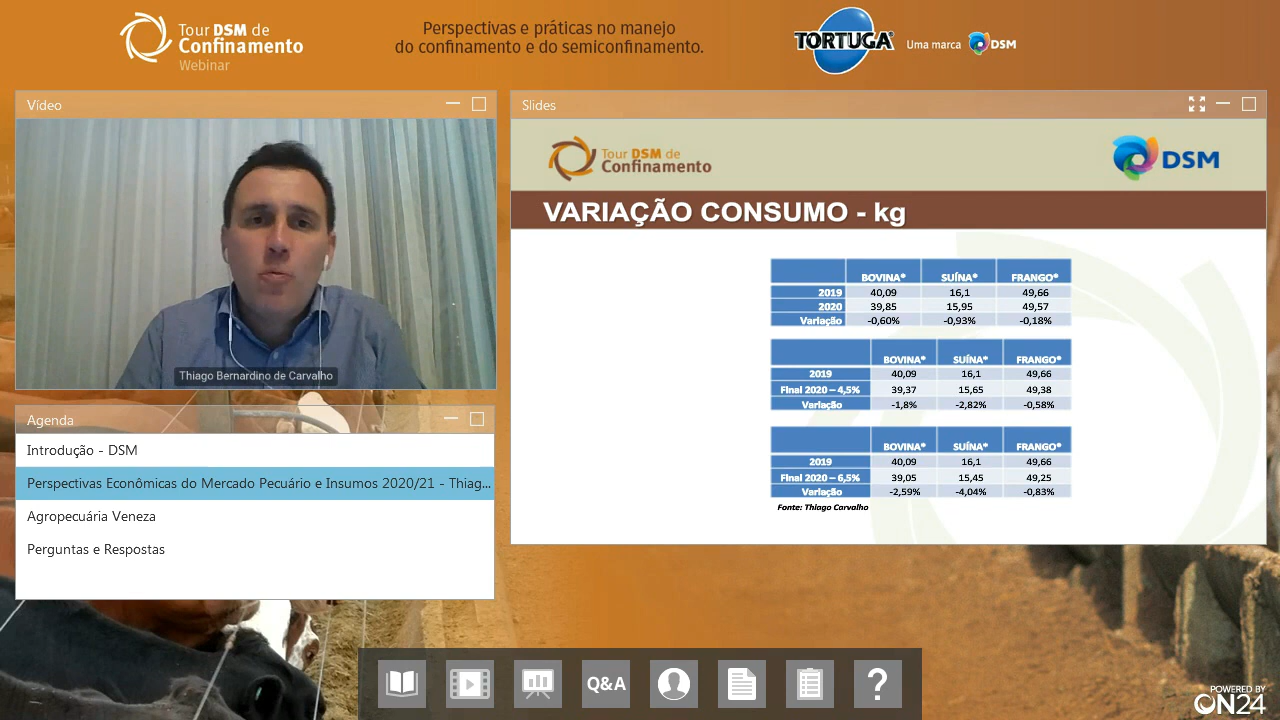 Tour DSM de
Confinamento
Webinar
Perspectivas e práticas no manejo
do confinamento e do semiconfinamento.
TORTUGA
Uma marca DSM
Vídeo
Thiago Bernardino de Carvalho
Slides
Tour DSM de
Confinamento
DSM
VARIAÇÃO CONSUMO - kg
BOVINA* SUÍNA* FRANGO*
2019 40,09 16,1 49,66
2020 39,85 15,95 49,57
Variação -0,60% -0,93% -0,18%
BOVINA* SUÍNA* FRANGO*
2019 40,09 16,1 49,66
Final 2020 – 4,5% 39,37 15,65 49,38
Variação -1,8% -2,82% -0,58%
BOVINA* SUÍNA* FRANGO*
2019 40,09 16,1 49,66
Final 2020 – 6,5% 39,05 15,45 49,25
Variação -2,59% -4,04% -0,83%
Fonte: Thiago Carvalho
Agenda
Introdução - DSM
Perspectivas Econômicas do Mercado Pecuário e Insumos 2020/21 - Thiag...
Agropecuária Veneza
Perguntas e Respostas
Q&A
?
POWERED BY
ON24